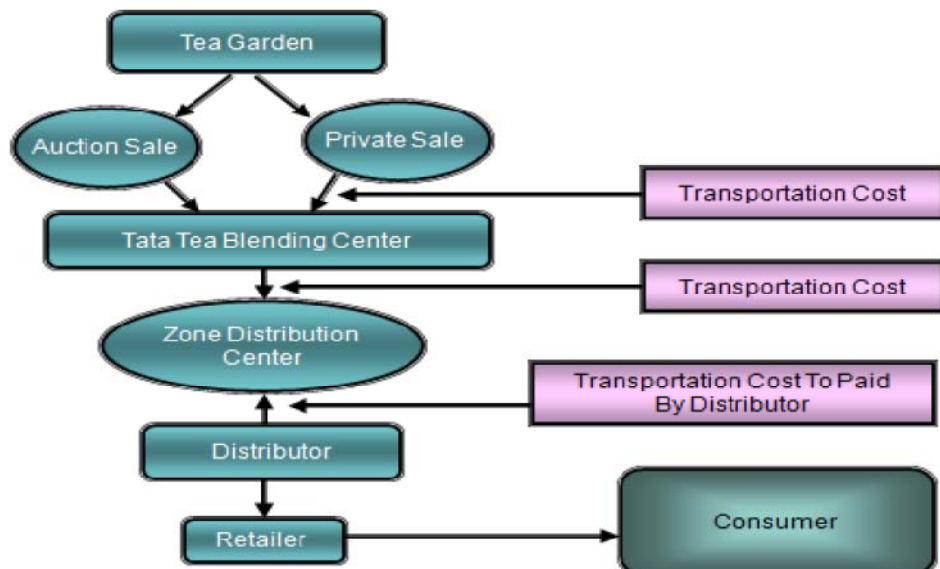 Tea Garden
Auction Sale
Private Sale
Transportation Cost
Tata Tea Blending Center
Transportation Cost
Zone Distribution
Center
Transportation Cost To Paid
By Distributor
Distributor
Retailer
Consumer